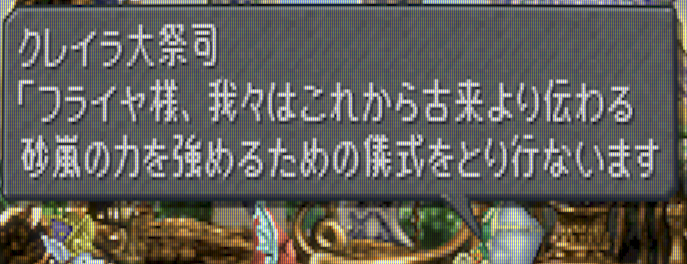 クレイラ大祭司
「フライヤ様、我々はこれから古来より伝わる
砂嵐の力を強めるための儀式をとり行ないます